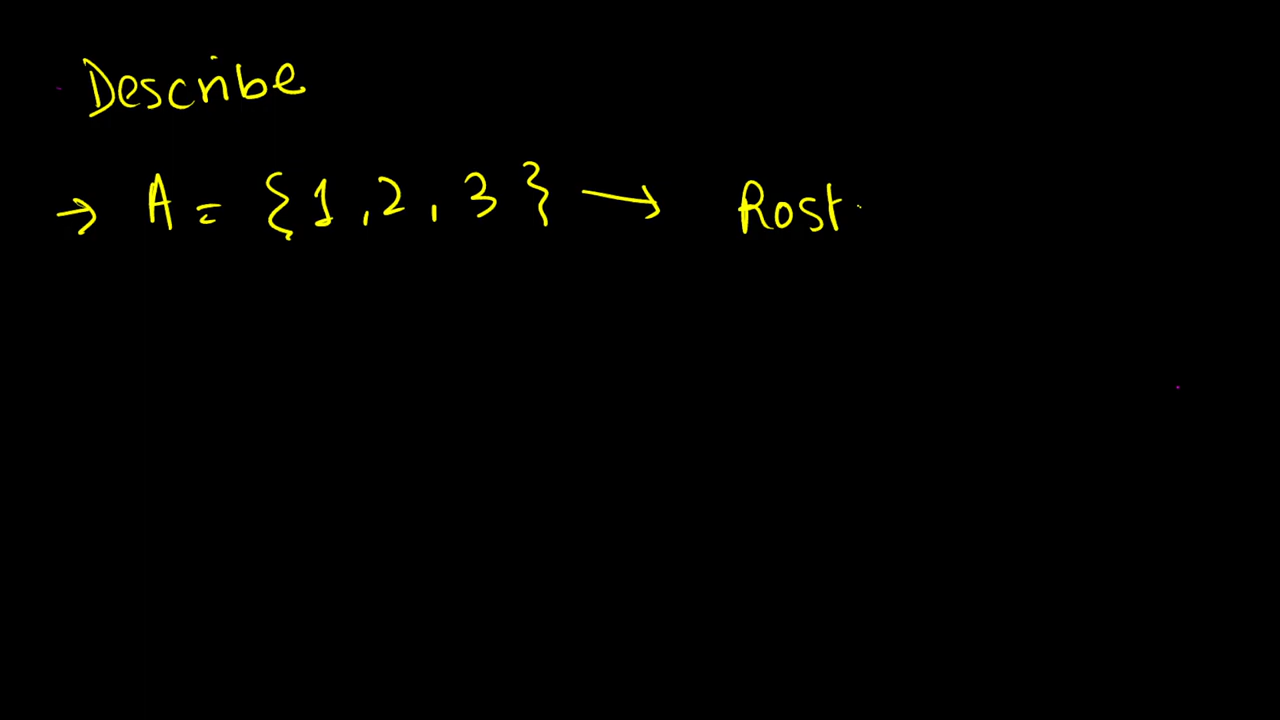 Describe
→ A = {1, 2, 3} → Rost